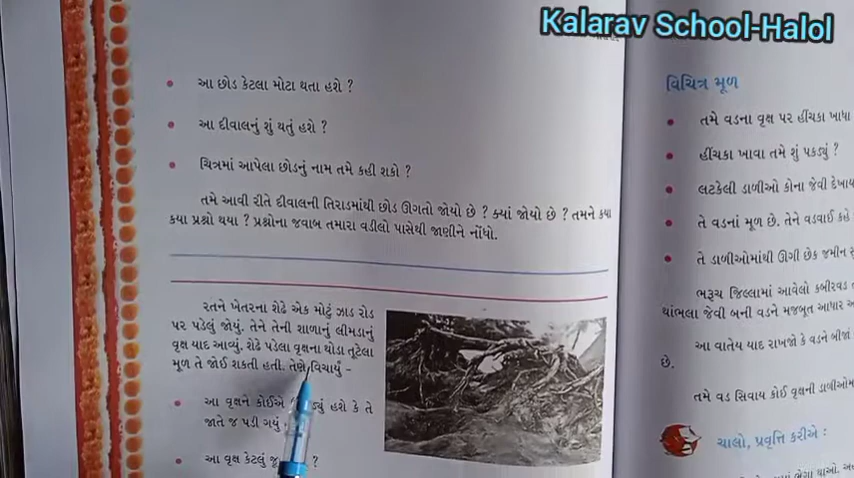 Kalarav School-Halol
આ છોડ કેટલા મોટા થતા હશે ?
આ દીવાલનું શું થતું હશે ?
ચિત્રમાં આપેલા છોડનું નામ તમે કહી શકો ?
તમે આવી રીતે દીવાલની તિરાડમાંથી છોડ ઊગતો જોયો છે ? ક્યાં જોયો છે ? તમને કયા
કયા પ્રશ્નો થયા ? પ્રશ્નોના જવાબ તમારા વડીલો પાસેથી જાણીને નોંધો.
રતને ખેતરના શેઢે એક મોટું ઝાડ રોડ
પર પડેલું જોયું. તેને તેની શાળાનું લીમડાનું
વૃક્ષ યાદ આવ્યું. શેઢે પડેલા વૃક્ષના થોડા તૂટેલા
મૂળ તે જોઈ શકતી હતી. તેણે વિચાર્યું –
આ વૃક્ષને કોઈએ હશે કે તે
જાતે જ પડી ગયું
આ વૃક્ષ કેટલું ?
વિચિત્ર મૂળ
તમે વડના વૃક્ષ પર હીંચકા ખાધા
હીંચકા ખાવા તમે શું પકડ્યું ?
લટકેલી ડાળીઓ કોના જેવી
તે વડનાં મૂળ છે. તેને વડવાઈ કહે
તે ડાળીઓમાંથી ઊગી છેક જમીન
ભરૂચ જિલ્લામાં આવેલો કબીરવડ
થાંભલા જેવી બની વડને મજબૂત આધાર
આ વાતેય યાદ રાખજો કે વડને બીજાં
છે.
તમે વડ સિવાય કોઈ વૃક્ષની
ચાલો, પ્રવૃત્તિ કરીએ :